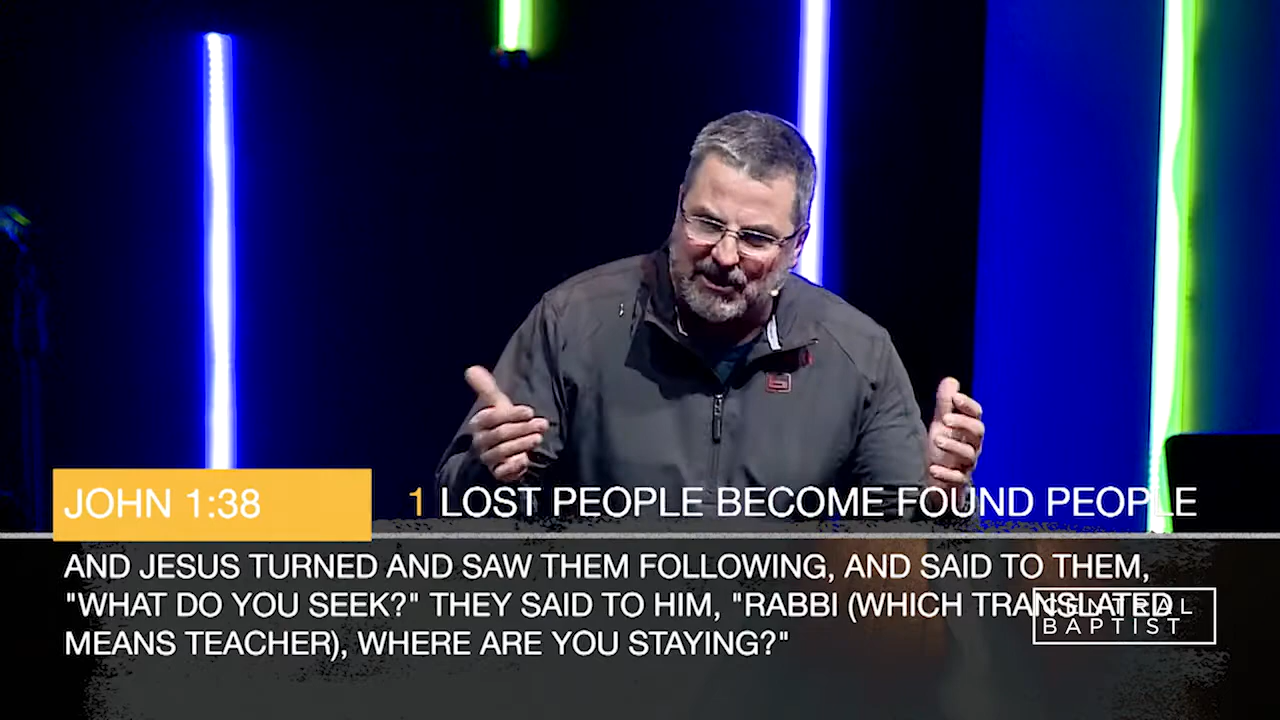 JOHN 1:38
1 LOST PEOPLE BECOME FOUND PEOPLE
AND JESUS TURNED AND SAW THEM FOLLOWING, AND SAID TO THEM,
"WHAT DO YOU SEEK?" THEY SAID TO HIM, "RABBI (WHICH TRANSLATED
MEANS TEACHER), WHERE ARE YOU STAYING?"
CENTRAL
BAPTIST